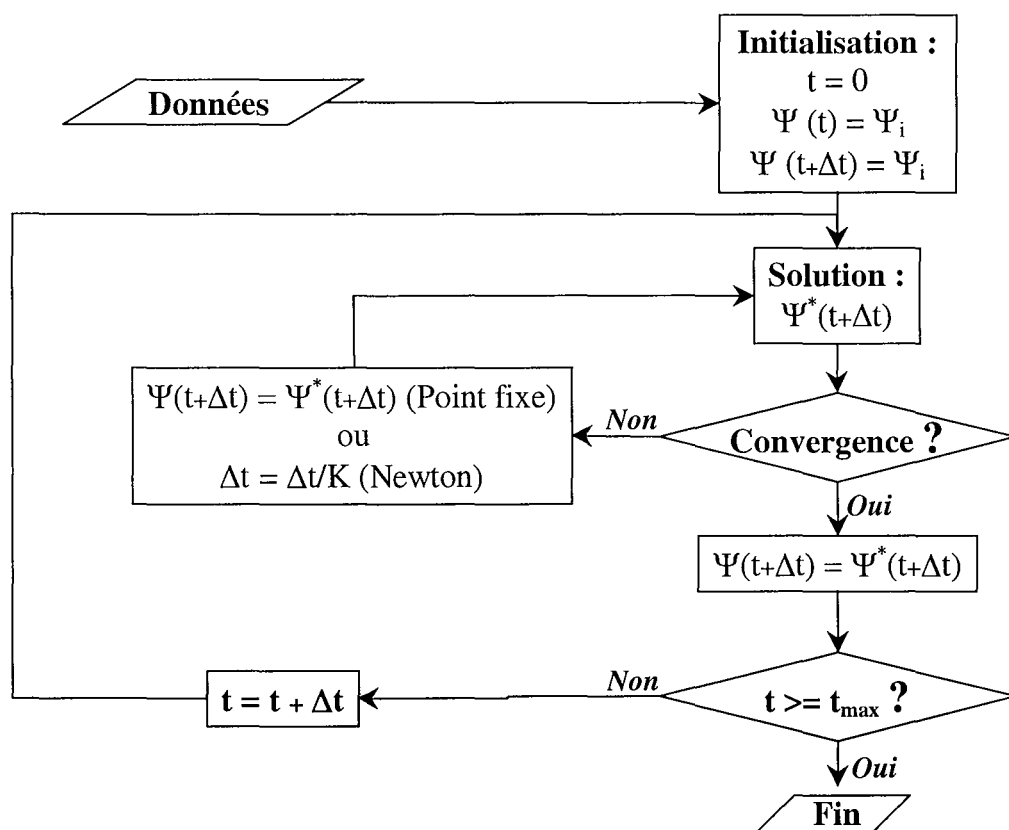 Initialisation :
t = 0
Données
Ψ (t) = Ψi
Ψ (t+Δt) = Ψi
Solution :
Ψ*(t+Δt)
Ψ(t+Δt) = Ψ*(t+Δt) (Point fixe)
ou
Δt = Δt/K (Newton)
Non
Convergence ?
Oui
Ψ(t+Δt) = Ψ*(t+Δt)
t = t + Δt
Non
t >= tmax ?
Oui
Fin